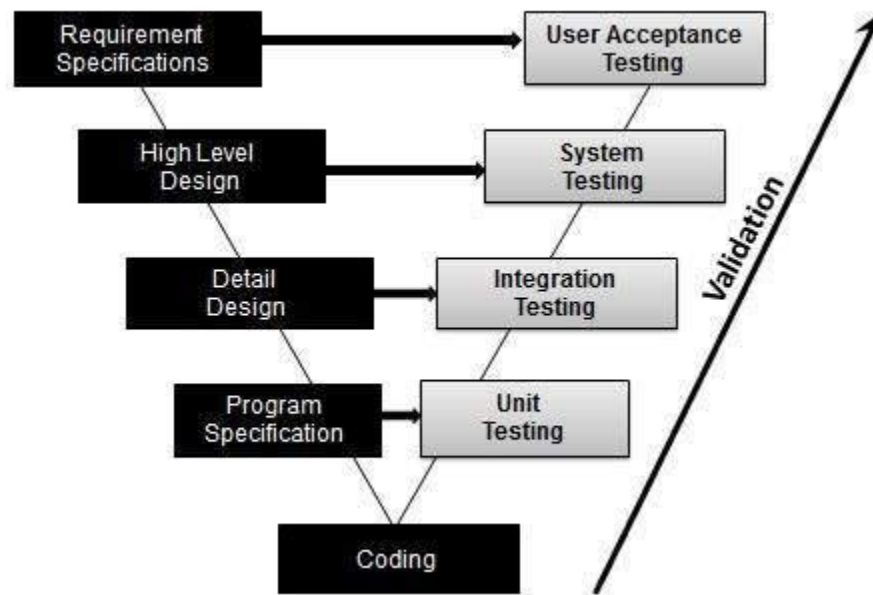 Requirement
Specifications
User Acceptance
Testing
High Level
Design
System
Testing
Detail
Design
Integration
Testing
Program
Specification
Unit
Testing
Coding
Validation